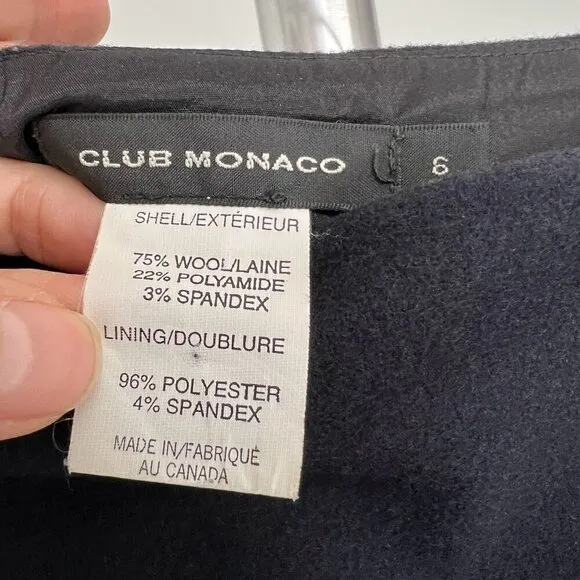 CLUB MONACO
6
SHELL/EXTÉRIEUR
75% WOOL/LAINE
22% POLYAMIDE
3% SPANDEX
LINING/DOUBLURE
96% POLYESTER
4% SPANDEX
MADE IN/FABRIQUÉ
AU CANADA